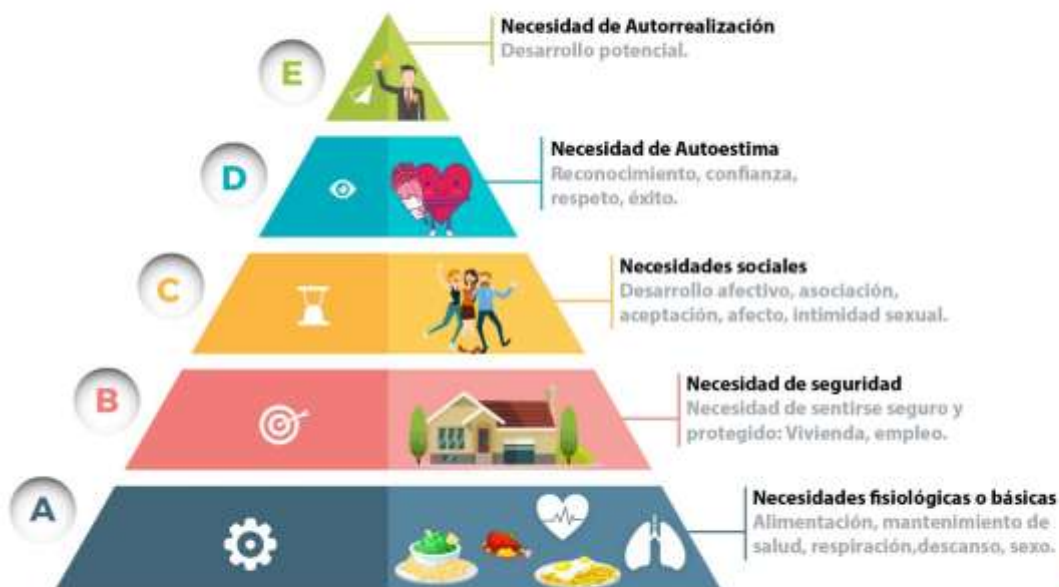 E
Necesidad de Autorrealización
Desarrollo potencial.
D
Necesidad de Autoestima
Reconocimiento, confianza,
respeto, éxito.
C
Necesidades sociales
Desarrollo afectivo, asociación,
aceptación, afecto, intimidad sexual.
B
Necesidad de seguridad
Necesidad de sentirse seguro y
protegido: Vivienda, empleo.
A
Necesidades fisiológicas o básicas
Alimentación, mantenimiento de
salud, respiración,descanso, sexo.